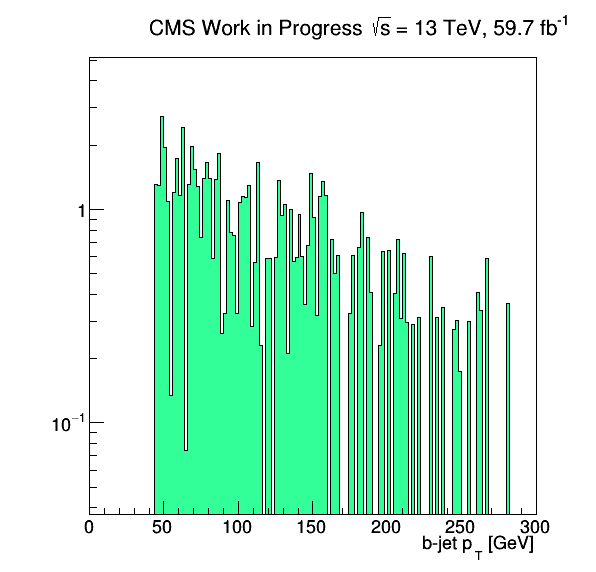 CMS Work in Progress √s = 13 TeV, 59.7 fb⁻¹
1
10⁻¹
0 50 100 150 200 250 300
b-jet p_T [GeV]